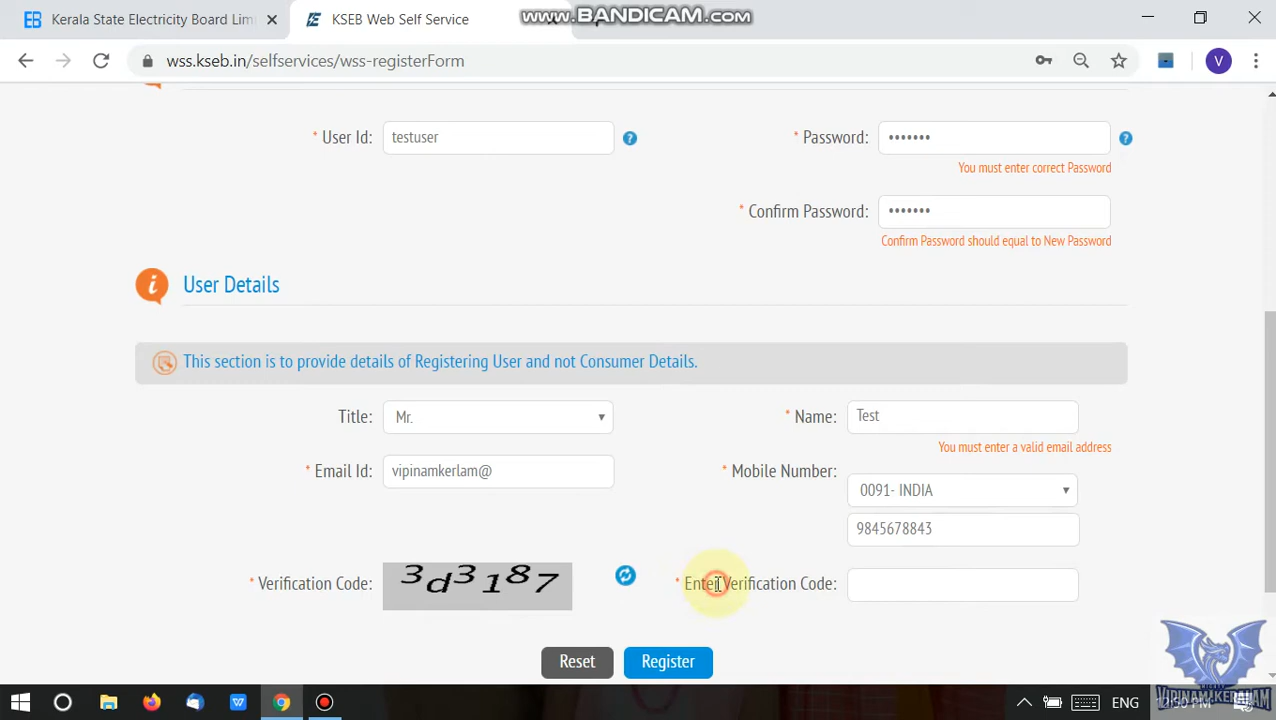 Kerala State Electricity Board Lim
KSEB Web Self Service
www.BANDICAM.com
wss.kseb.in/selfservices/wss-registerForm
V
* User Id: testuser
* Password: •••••••
You must enter correct Password
* Confirm Password: •••••••
Confirm Password should equal to New Password
User Details
This section is to provide details of Registering User and not Consumer Details.
Title: Mr.
* Name: Test
You must enter a valid email address
* Email Id: vipinamkerlam@
* Mobile Number: 0091- INDIA
9845678843
* Verification Code: 3d3187
* Enter Verification Code:
Reset
Register
ENG
VIPINAMAKERALAM